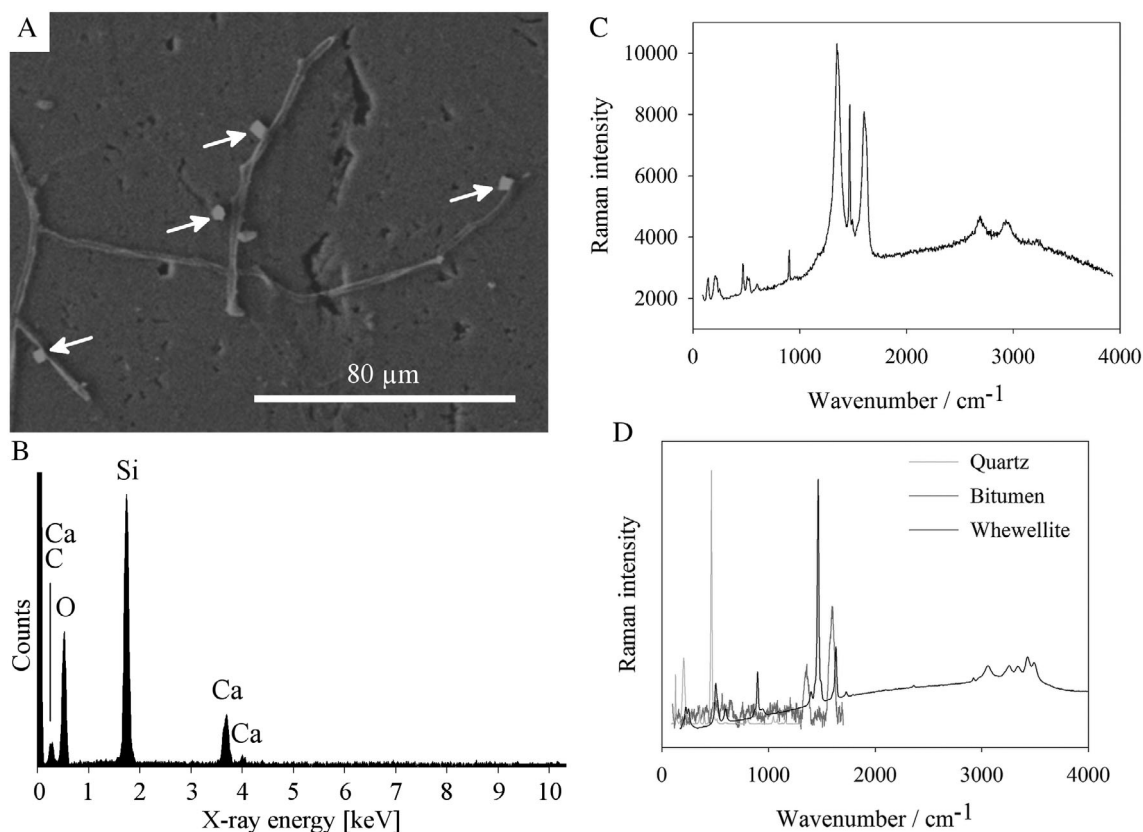 A
80 µm
B
Counts
Ca
C
O
Si
Ca
Ca
0 1 2 3 4 5 6 7 8 9 10
X-ray energy [keV]
C
Raman intensity
10000
8000
6000
4000
2000
0 1000 2000 3000 4000
Wavenumber / cm-1
D
Raman intensity
Quartz
Bitumen
Whewellite
0 1000 2000 3000 4000
Wavenumber / cm-1